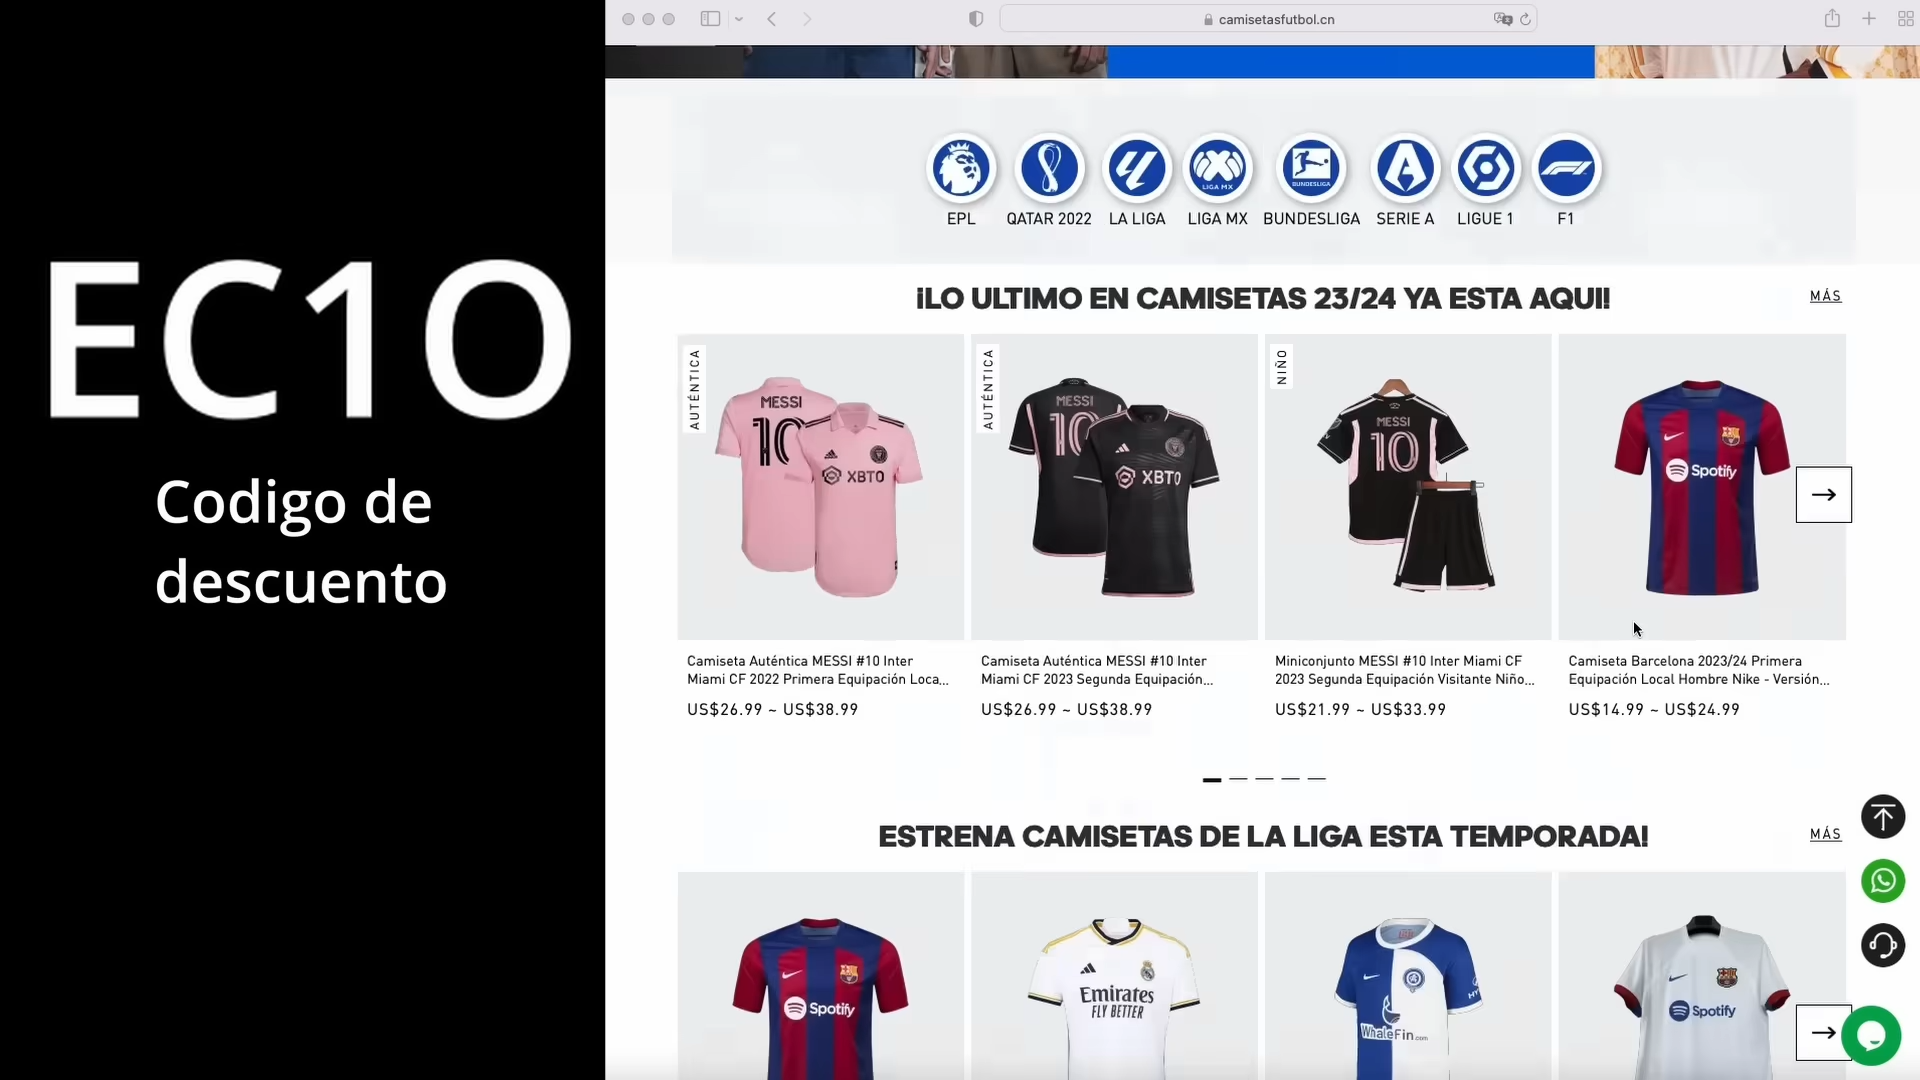 EC1O
Codigo de
descuento
camisetasfutbol.cn
LIGA MX
BUNDESLIGA
EPL
QATAR 2022
LA LIGA
LIGA MX
BUNDESLIGA
SERIE A
LIGUE 1
F1
¡LO ULTIMO EN CAMISETAS 23/24 YA ESTA AQUI!
MÁS
AUTÉNTICA
MESSI
10
XBTO
AUTÉNTICA
MESSI
10
XBTO
NIÑO
MESSI
10
Spotify
Camiseta Auténtica MESSI #10 Inter
Miami CF 2022 Primera Equipación Loca...
US$26.99 ~ US$38.99
Camiseta Auténtica MESSI #10 Inter
Miami CF 2023 Segunda Equipación...
US$26.99 ~ US$38.99
Miniconjunto MESSI #10 Inter Miami CF
2023 Segunda Equipación Visitante Niño...
US$21.99 ~ US$33.99
Camiseta Barcelona 2023/24 Primera
Equipación Local Hombre Nike - Versión...
US$14.99 ~ US$24.99
ESTRENA CAMISETAS DE LA LIGA ESTA TEMPORADA!
MÁS
Spotify
Emirates
FLY BETTER
WhaleFin.com
Spotify